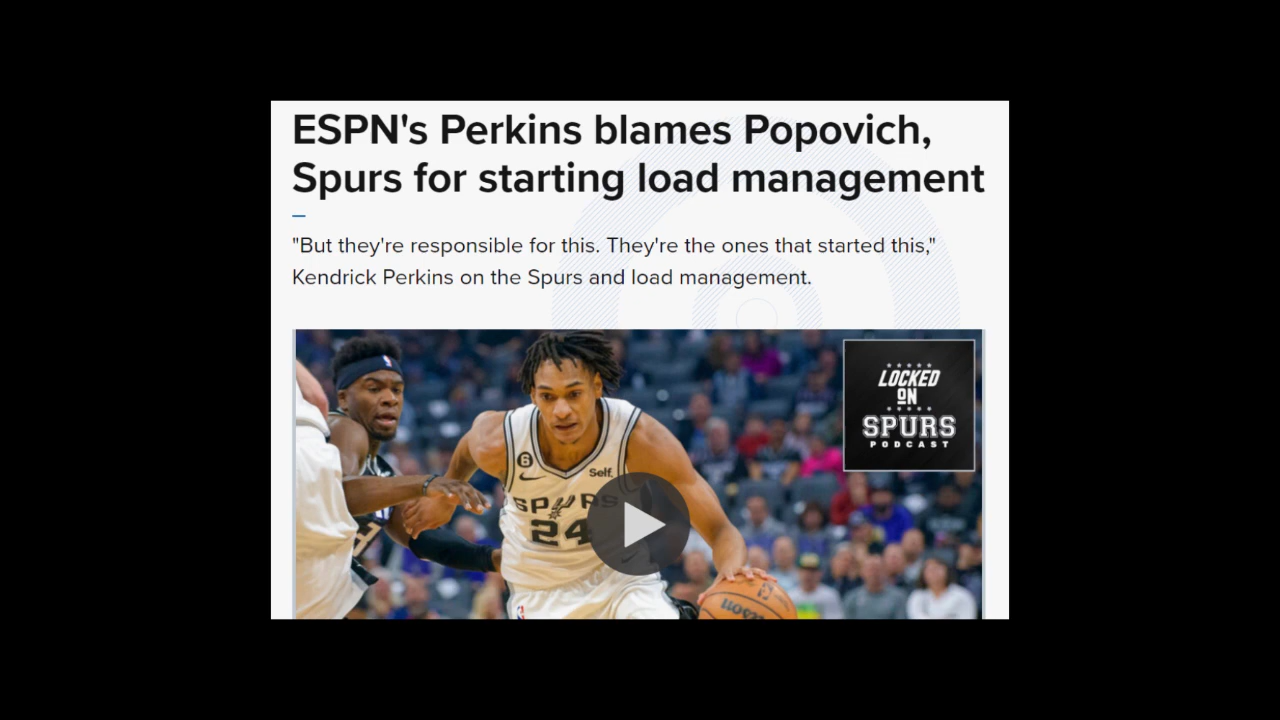 ESPN's Perkins blames Popovich,
Spurs for starting load management
"But they're responsible for this. They're the ones that started this,"
Kendrick Perkins on the Spurs and load management.
LOCKED
ON
SPURS
PODCAST
6
Self.
SPURS
24